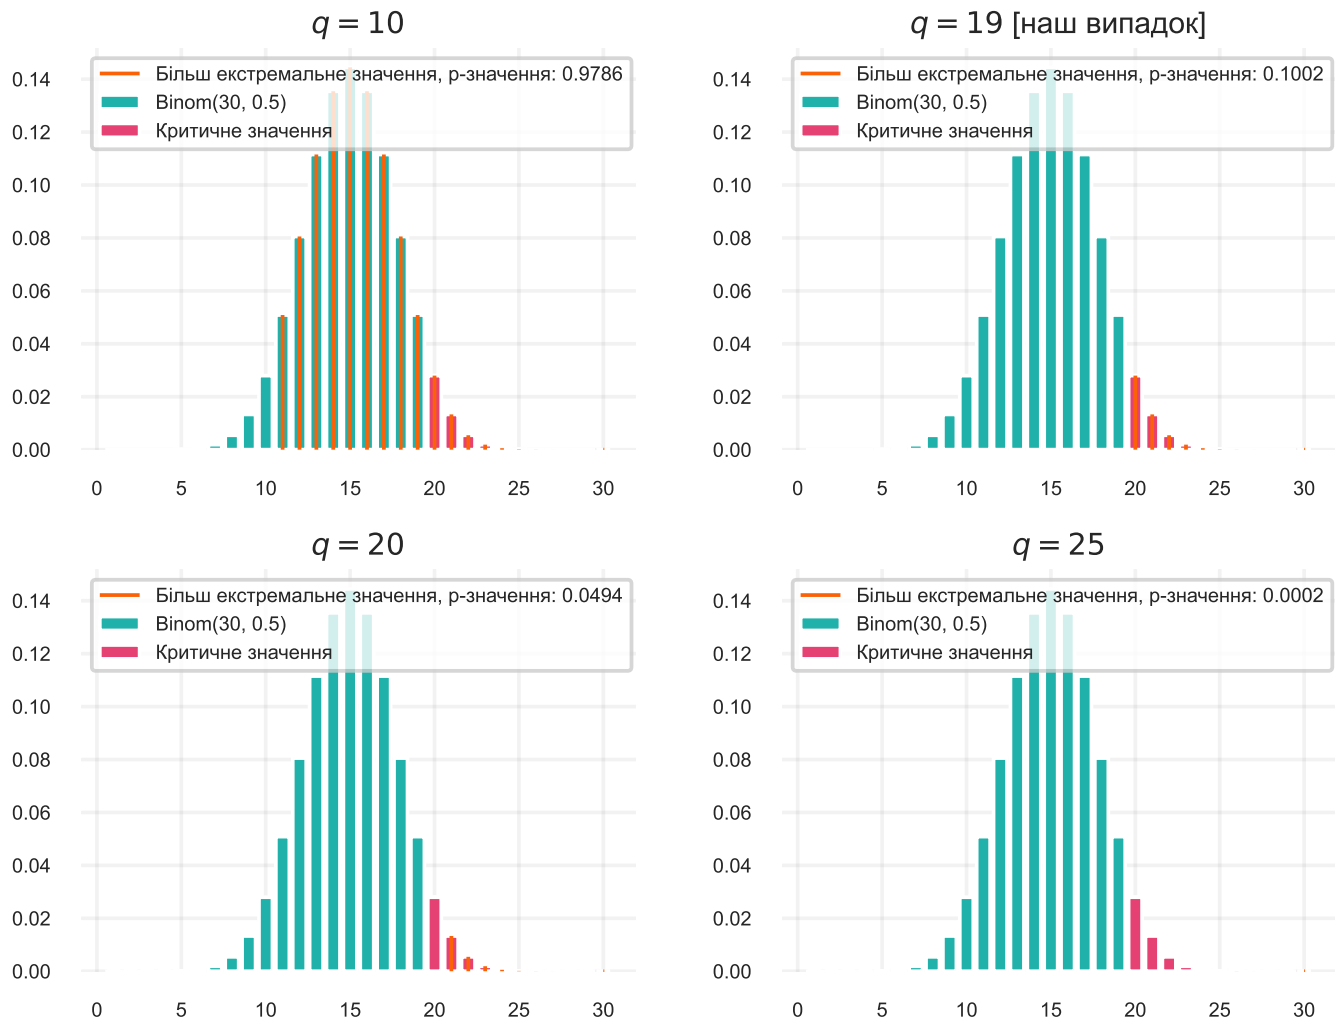 q = 10
0.14
0.12
0.10
0.08
0.06
0.04
0.02
0.00
Більш екстремальне значення, p-значення: 0.9786
Binom(30, 0.5)
Критичне значення
0 5 10 15 20 25 30
q = 19 [наш випадок]
0.14
0.12
0.10
0.08
0.06
0.04
0.02
0.00
Більш екстремальне значення, p-значення: 0.1002
Binom(30, 0.5)
Критичне значення
0 5 10 15 20 25 30
q = 20
0.14
0.12
0.10
0.08
0.06
0.04
0.02
0.00
Більш екстремальне значення, p-значення: 0.0494
Binom(30, 0.5)
Критичне значення
0 5 10 15 20 25 30
q = 25
0.14
0.12
0.10
0.08
0.06
0.04
0.02
0.00
Більш екстремальне значення, p-значення: 0.0002
Binom(30, 0.5)
Критичне значення
0 5 10 15 20 25 30